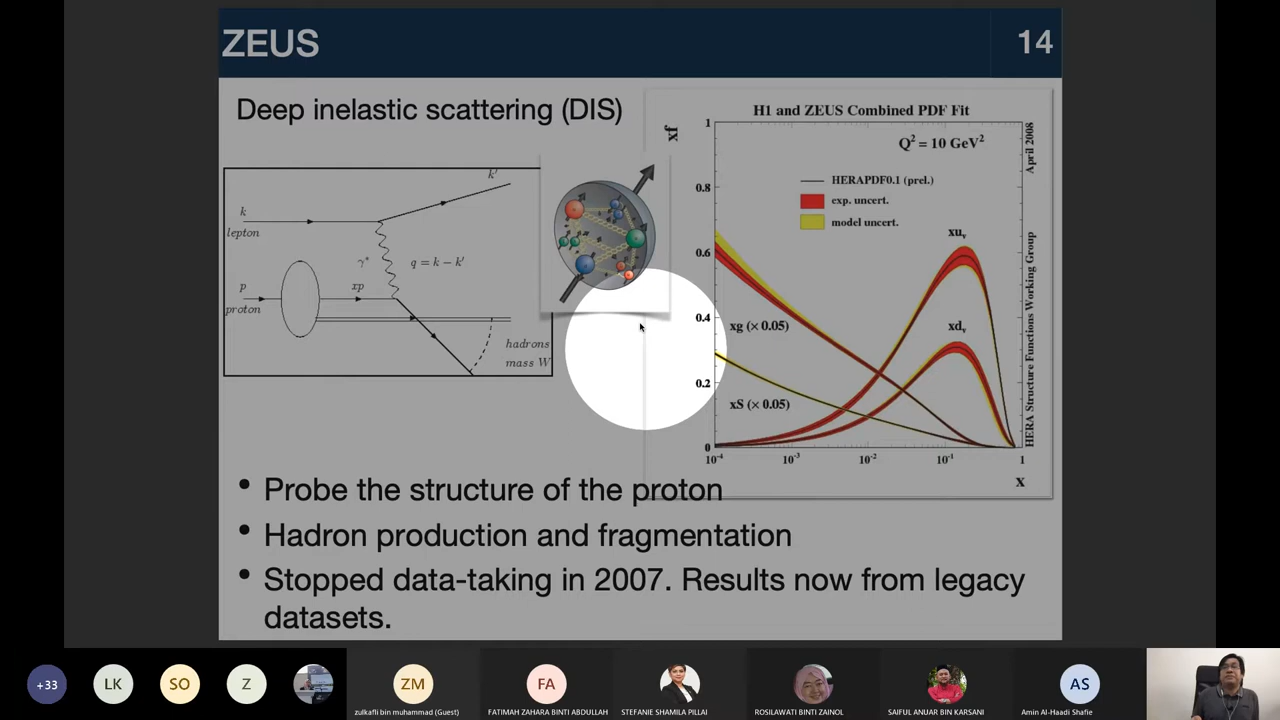 ZEUS
14
Deep inelastic scattering (DIS)
k
lepton
k'
γ*
q = k − k'
p
proton
xp
hadrons
mass W
H1 and ZEUS Combined PDF Fit
xf
1
0.8
0.6
0.4
0.2
0
Q² = 10 GeV²
HERAPDF0.1 (prel.)
exp. uncert.
model uncert.
xuᵥ
xdᵥ
xg (× 0.05)
xS (× 0.05)
10⁻⁴
10⁻³
10⁻²
10⁻¹
1
x
April 2008
HERA Structure Functions Working Group
• Probe the structure of the proton
• Hadron production and fragmentation
• Stopped data-taking in 2007. Results now from legacy
datasets.
+33
LK
SO
Z
ZM
zulkafli bin muhammad (Guest)
FA
FATIMAH ZAHARA BINTI ABDULLAH
STEFANIE SHAMILA PILLAI
ROSILAWATI BINTI ZAINOL
SAIFUL ANUAR BIN KARSANI
AS
Amin Al-Haadi Shafie